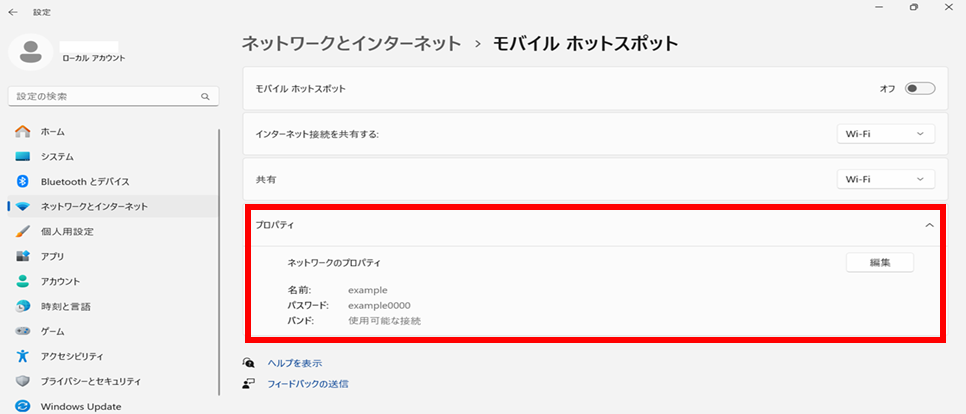 設定
ローカル アカウント
設定の検索
ホーム
システム
Bluetooth とデバイス
ネットワークとインターネット
個人用設定
アプリ
アカウント
時刻と言語
ゲーム
アクセシビリティ
プライバシーとセキュリティ
Windows Update
ネットワークとインターネット › モバイル ホットスポット
モバイル ホットスポット オフ
インターネット接続を共有する: Wi-Fi
共有 Wi-Fi
プロパティ
ネットワークのプロパティ 編集
名前: example
パスワード: example0000
バンド: 使用可能な接続
ヘルプを表示
フィードバックの送信